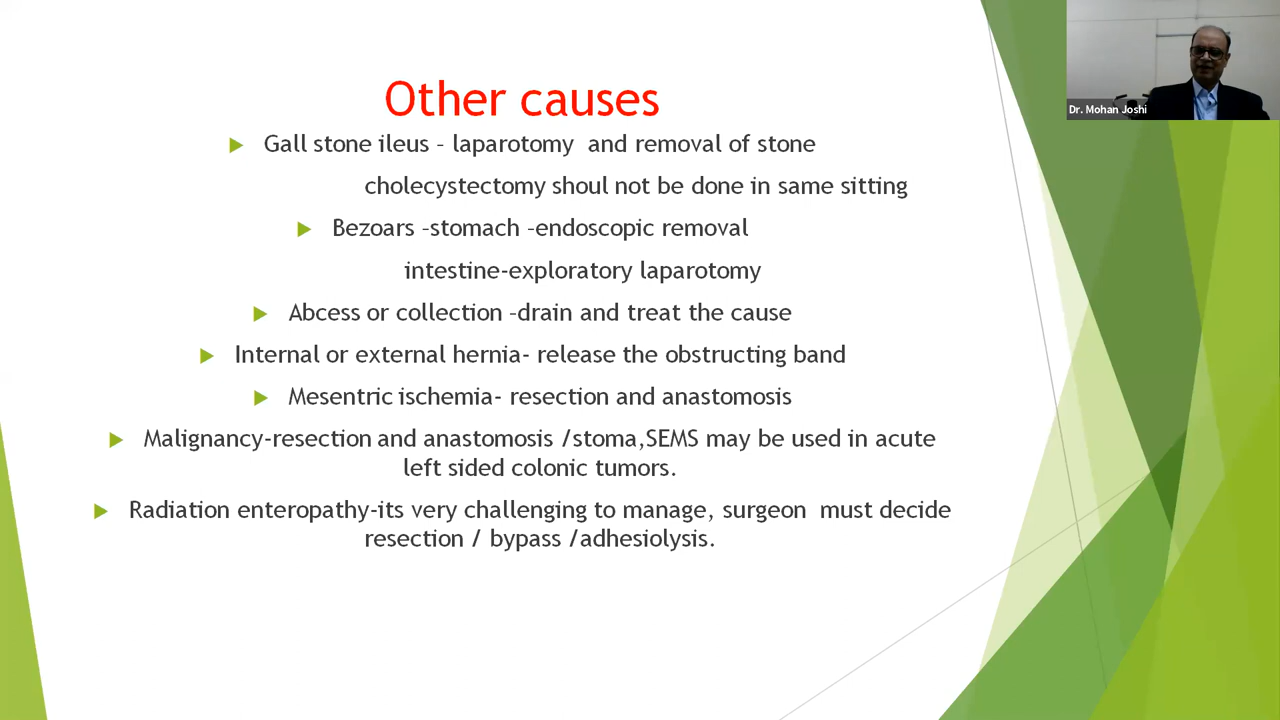 Dr. Mohan Joshi
Other causes
Gall stone ileus – laparotomy and removal of stone
cholecystectomy shoul not be done in same sitting
Bezoars –stomach –endoscopic removal
intestine-exploratory laparotomy
Abcess or collection –drain and treat the cause
Internal or external hernia- release the obstructing band
Mesentric ischemia- resection and anastomosis
Malignancy-resection and anastomosis /stoma,SEMS may be used in acute
left sided colonic tumors.
Radiation enteropathy-its very challenging to manage, surgeon must decide
resection / bypass /adhesiolysis.